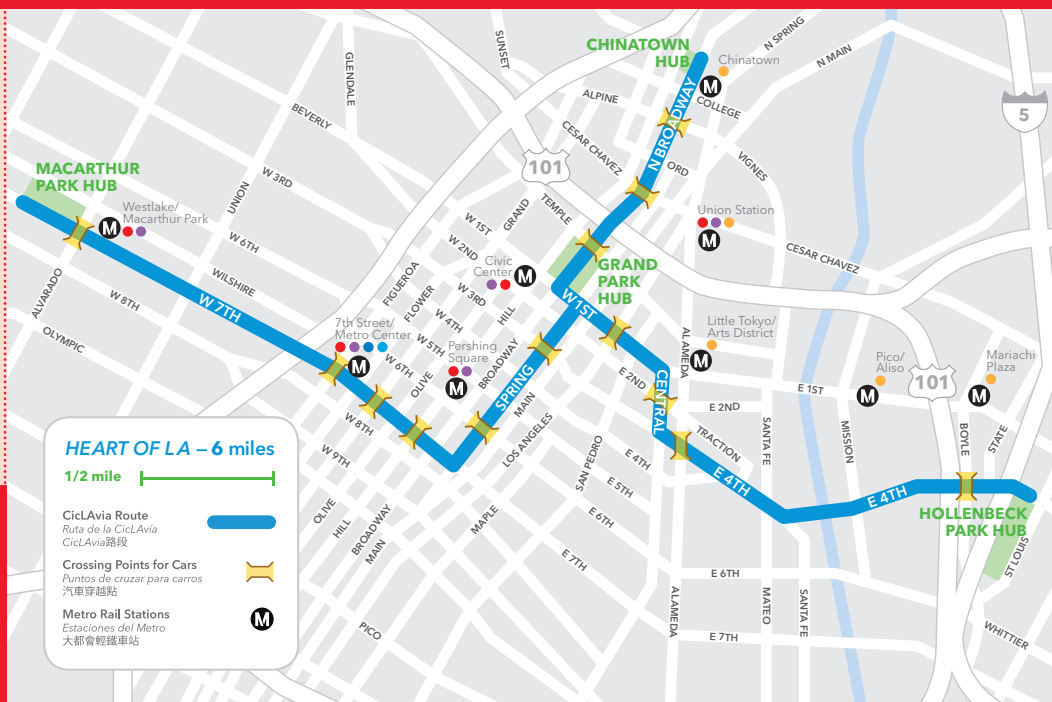 CHINATOWN
HUB
Chinatown
N SPRING
N MAIN
SUNSET
GLENDALE
ALPINE
COLLEGE
BEVERLY
CESAR CHAVEZ
N BROADWAY
ORD
VIGNES
5
101
MACARTHUR
PARK HUB
Westlake/
Macarthur Park
M
M
UNION
W 3RD
W 6TH
WILSHIRE
W 8TH
ALVARADO
OLYMPIC
W 7TH
W 1ST
W 2ND
GRAND
TEMPLE
Civic
Center
M
W 3RD
HILL
FIGUEROA
FLOWER
W 4TH
W 5TH
W 6TH
GRAND
PARK
HUB
W 1ST
Union Station
M
CESAR CHAVEZ
7th Street/
Metro Center
M
Pershing
Square
M
OLIVE
BROADWAY
SPRING
MAIN
LOS ANGELES
E 2ND
CENTRAL
ALAMEDA
Little Tokyo/
Arts District
M
E 1ST
E 2ND
Pico/
Aliso
M
101
Mariachi
Plaza
M
MISSION
BOYLE
STATE
SANTA FE
TRACTION
E 4TH
E 4TH
HOLLENBECK
PARK HUB
ST LOUIS
W 8TH
W 9TH
OLIVE
HILL
BROADWAY
MAIN
MAPLE
SAN PEDRO
E 4TH
E 5TH
E 6TH
E 7TH
E 6TH
E 7TH
ALAMEDA
MATEO
SANTA FE
PICO
WHITTIER
HEART OF LA – 6 miles
1/2 mile
CicLAvia Route
Ruta de la CicLAvía
CicLAvia路段
Crossing Points for Cars
Puntos de cruzar para carros
汽車穿越點
Metro Rail Stations
Estaciones del Metro
大都會輕鐵車站
M